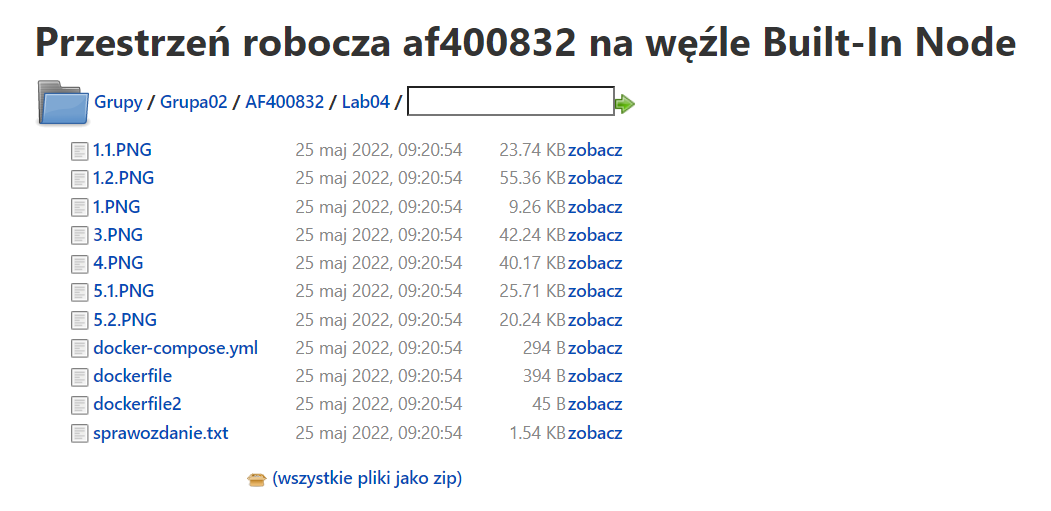 Przestrzeń robocza af400832 na węźle Built-In Node
Grupy / Grupa02 / AF400832 / Lab04 /
1.1.PNG 25 maj 2022, 09:20:54 23.74 KB zobacz
1.2.PNG 25 maj 2022, 09:20:54 55.36 KB zobacz
1.PNG 25 maj 2022, 09:20:54 9.26 KB zobacz
3.PNG 25 maj 2022, 09:20:54 42.24 KB zobacz
4.PNG 25 maj 2022, 09:20:54 40.17 KB zobacz
5.1.PNG 25 maj 2022, 09:20:54 25.71 KB zobacz
5.2.PNG 25 maj 2022, 09:20:54 20.24 KB zobacz
docker-compose.yml 25 maj 2022, 09:20:54 294 B zobacz
dockerfile 25 maj 2022, 09:20:54 394 B zobacz
dockerfile2 25 maj 2022, 09:20:54 45 B zobacz
sprawozdanie.txt 25 maj 2022, 09:20:54 1.54 KB zobacz
(wszystkie pliki jako zip)